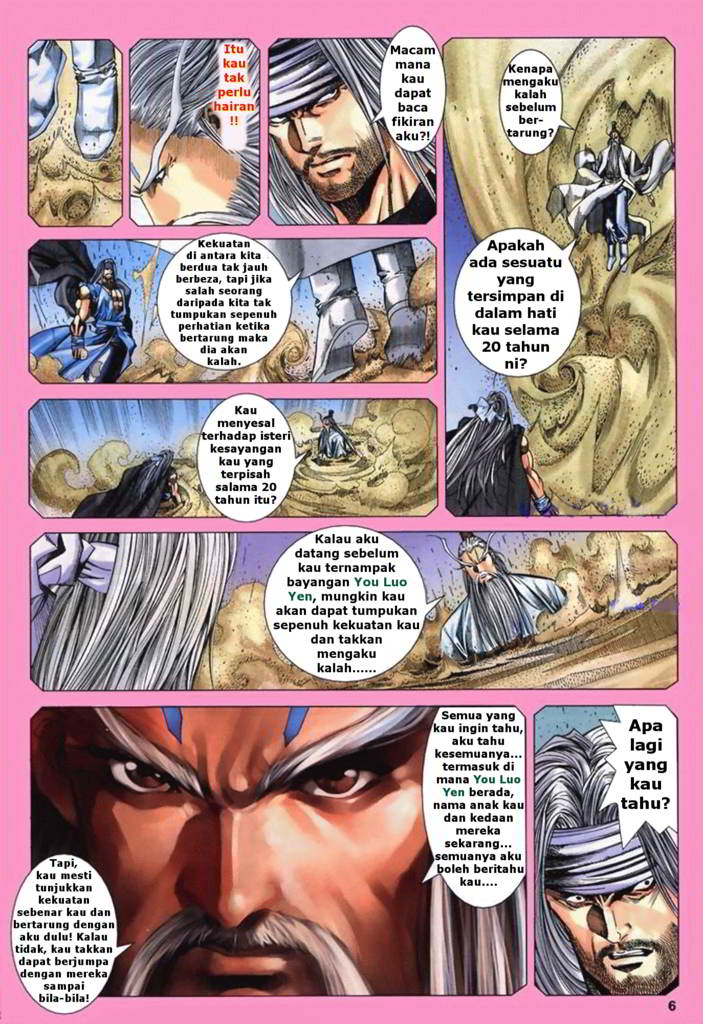 Itu
kau
tak
perlu
hairan
!!
Macam
mana
kau
dapat
baca
fikiran
aku?!
Kenapa
mengaku
kalah
sebelum
ber-
tarung?
Apakah
ada sesuatu
yang
tersimpan di
dalam hati
kau selama
20 tahun
ni?
Kekuatan
di antara kita
berdua tak jauh
berbeza, tapi jika
salah seorang
daripada kita tak
tumpukan sepenuh
perhatian ketika
bertarung maka
dia akan
kalah.
Kau
menyesal
terhadap isteri
kesayangan
kau yang
terpisah
salama 20
tahun itu?
Kalau aku
datang sebelum
kau ternampak
bayangan You Luo
Yen, mungkin kau
akan dapat tumpukan
sepenuh kekuatan kau
dan takkan
mengaku
kalah......
Semua yang
kau ingin tahu,
aku tahu
kesemuanya...
termasuk di
mana You Luo
Yen berada,
nama anak kau
dan kedaan
mereka
sekarang...
semuanya aku
boleh beritahu
kau....
Tapi,
kau mesti
tunjukkan
kekuatan
sebenar kau dan
bertarung dengan
aku dulu! Kalau
tidak, kau takkan
dapat berjumpa
dengan mereka
sampai
bila-bila!
Apa
lagi
yang
kau
tahu?
6